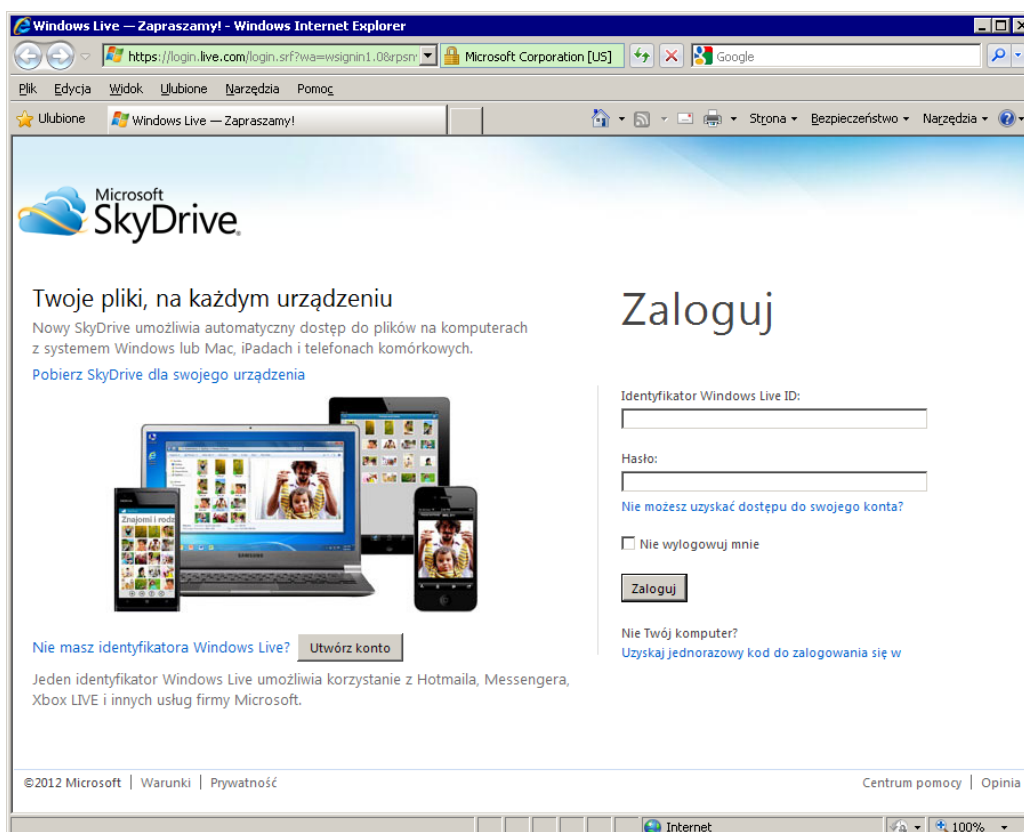 Windows Live — Zapraszamy! - Windows Internet Explorer
https://login.live.com/login.srf?wa=wsignin1.0&rpsn
Microsoft Corporation [US]
Google
Plik Edycja Widok Ulubione Narzędzia Pomoc
Ulubione
Windows Live — Zapraszamy!
Strona
Bezpieczeństwo
Narzędzia
Microsoft
SkyDrive
Twoje pliki, na każdym urządzeniu
Nowy SkyDrive umożliwia automatyczny dostęp do plików na komputerach
z systemem Windows lub Mac, iPadach i telefonach komórkowych.
Pobierz SkyDrive dla swojego urządzenia
Znajomi i rodz
SAMSUNG
Nie masz identyfikatora Windows Live?
Utwórz konto
Jeden identyfikator Windows Live umożliwia korzystanie z Hotmaila, Messengera,
Xbox LIVE i innych usług firmy Microsoft.
Zaloguj
Identyfikator Windows Live ID:
Hasło:
Nie możesz uzyskać dostępu do swojego konta?
Nie wylogowuj mnie
Zaloguj
Nie Twój komputer?
Uzyskaj jednorazowy kod do zalogowania się w
©2012 Microsoft | Warunki | Prywatność
Centrum pomocy | Opinia
Internet
100%